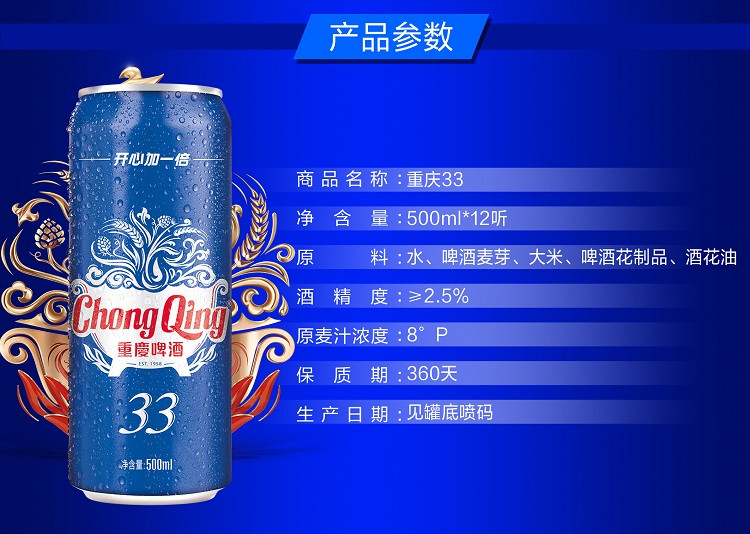 产品参数
开心加一倍
Chong Qing
重慶啤酒
EST. 1958
33
净含量:500ml
商品名称:重庆33
净含量:500ml*12听
原料:水、啤酒麦芽、大米、啤酒花制品、酒花油
酒精度:≥2.5%
原麦汁浓度:8°P
保质期:360天
生产日期:见罐底喷码